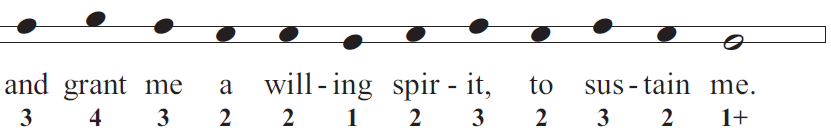 and grant me a will - ing spir - it, to sus - tain me.
3 4 3 2 2 1 2 3 2 3 2 1+